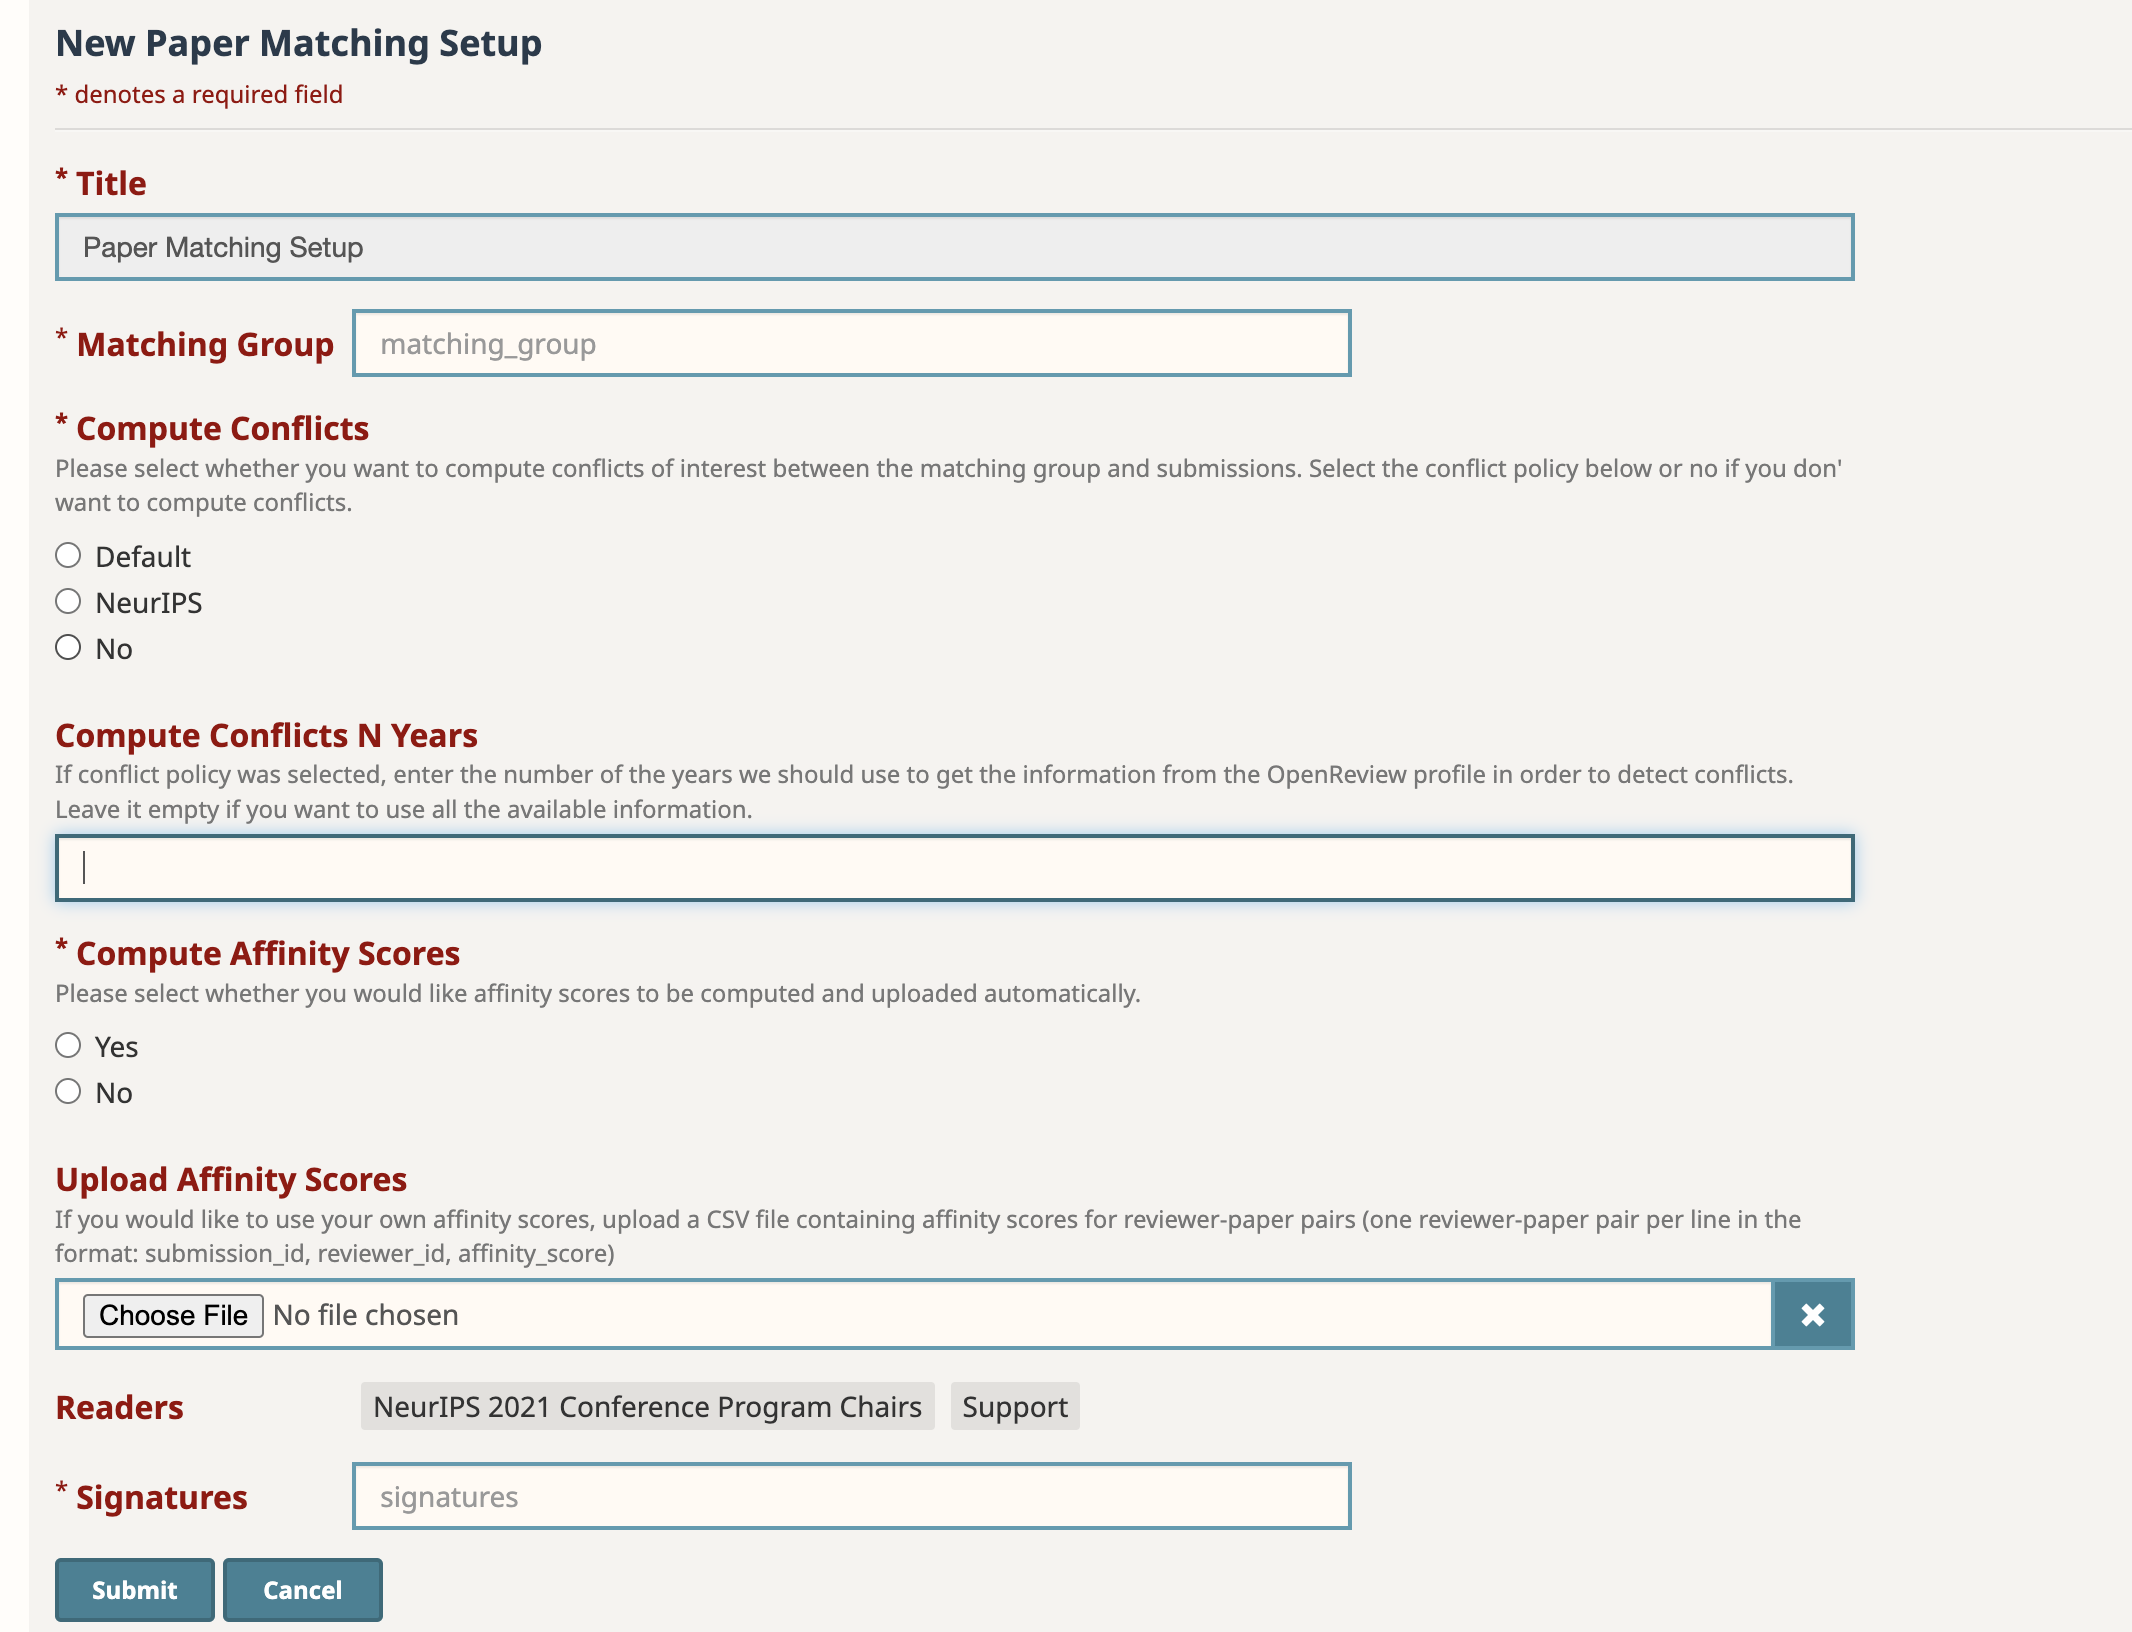 New Paper Matching Setup
* denotes a required field
* Title
Paper Matching Setup
* Matching Group matching_group
* Compute Conflicts
Please select whether you want to compute conflicts of interest between the matching group and submissions. Select the conflict policy below or no if you don'
want to compute conflicts.
Default
NeurIPS
No
Compute Conflicts N Years
If conflict policy was selected, enter the number of the years we should use to get the information from the OpenReview profile in order to detect conflicts.
Leave it empty if you want to use all the available information.
* Compute Affinity Scores
Please select whether you would like affinity scores to be computed and uploaded automatically.
Yes
No
Upload Affinity Scores
If you would like to use your own affinity scores, upload a CSV file containing affinity scores for reviewer-paper pairs (one reviewer-paper pair per line in the
format: submission_id, reviewer_id, affinity_score)
Choose File No file chosen
Readers NeurIPS 2021 Conference Program Chairs Support
* Signatures signatures
Submit Cancel